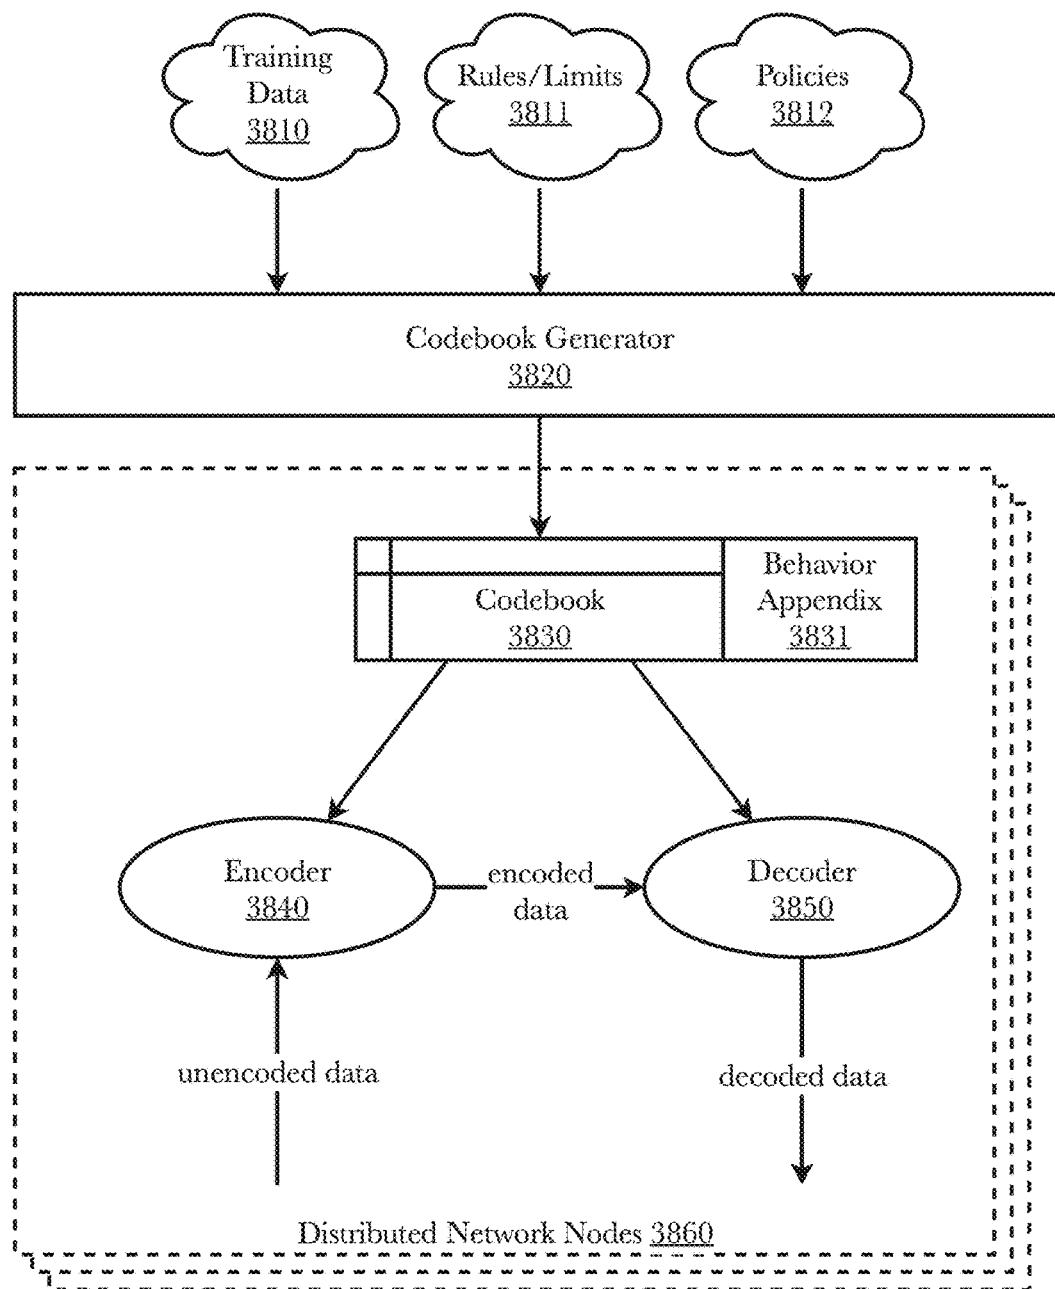 Training
Data
3810
Rules/Limits
3811
Policies
3812
Codebook Generator
3820
Codebook
3830
Behavior
Appendix
3831
Encoder
3840
encoded
data
Decoder
3850
unencoded data
decoded data
Distributed Network Nodes 3860